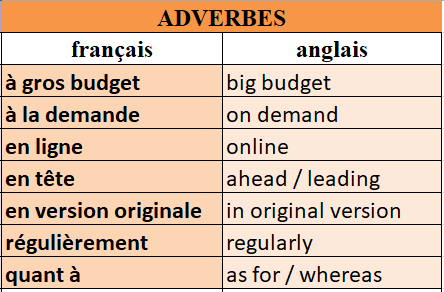 ADVERBES
français anglais
à gros budget big budget
à la demande on demand
en ligne online
en tête ahead / leading
en version originale in original version
régulièrement regularly
quant à as for / whereas